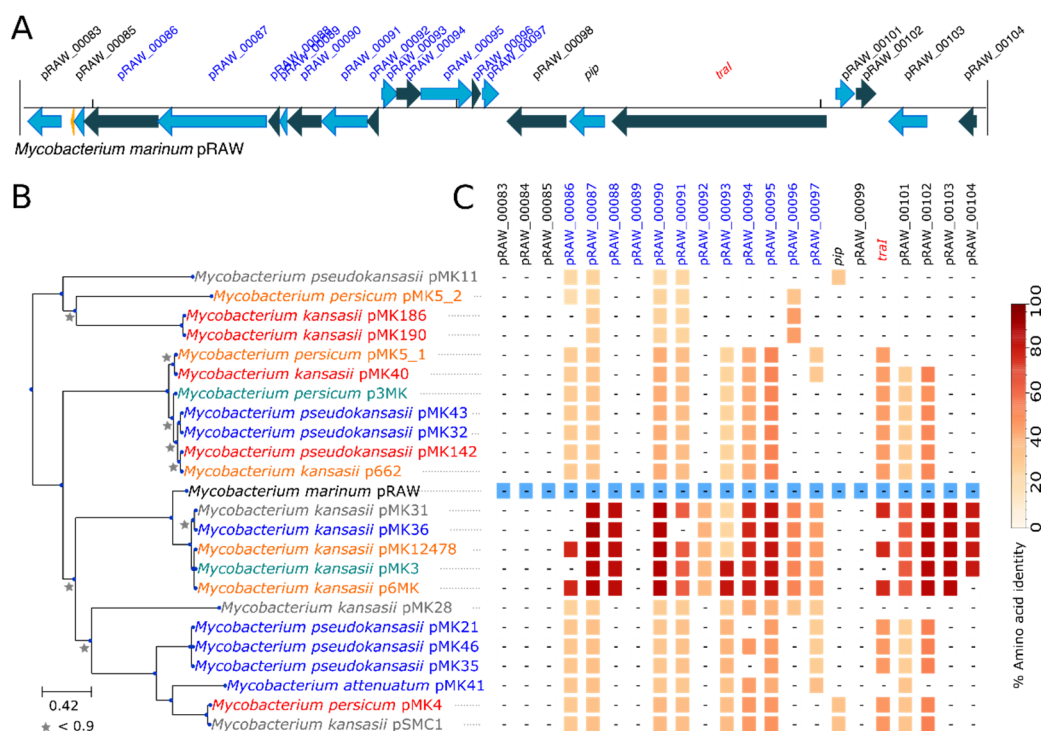 A
pRAW_00083
pRAW_00085
pRAW_00086
pRAW_00087
pRAW_00088
pRAW_00089
pRAW_00090
pRAW_00091
pRAW_00092
pRAW_00093
pRAW_00094
pRAW_00095
pRAW_00096
pRAW_00097
pRAW_00098
pip
traI
pRAW_00101
pRAW_00102
pRAW_00103
pRAW_00104
Mycobacterium marinum pRAW
B
Mycobacterium pseudokansasii pMK11
Mycobacterium persicum pMK5_2
Mycobacterium kansasii pMK186
Mycobacterium kansasii pMK190
Mycobacterium persicum pMK5_1
Mycobacterium kansasii pMK40
Mycobacterium persicum p3MK
Mycobacterium pseudokansasii pMK43
Mycobacterium pseudokansasii pMK32
Mycobacterium pseudokansasii pMK142
Mycobacterium kansasii p662
Mycobacterium marinum pRAW
Mycobacterium kansasii pMK31
Mycobacterium kansasii pMK36
Mycobacterium kansasii pMK12478
Mycobacterium kansasii pMK3
Mycobacterium kansasii p6MK
Mycobacterium kansasii pMK28
Mycobacterium pseudokansasii pMK21
Mycobacterium pseudokansasii pMK46
Mycobacterium pseudokansasii pMK35
Mycobacterium attenuatum pMK41
Mycobacterium persicum pMK4
Mycobacterium kansasii pSMC1
0.42
< 0.9
C
pRAW_00083
pRAW_00084
pRAW_00085
pRAW_00086
pRAW_00087
pRAW_00088
pRAW_00089
pRAW_00090
pRAW_00091
pRAW_00092
pRAW_00093
pRAW_00094
pRAW_00095
pRAW_00096
pRAW_00097
pip
pRAW_00099
traI
pRAW_00101
pRAW_00102
pRAW_00103
pRAW_00104
100
80
60
40
20
0
% Amino acid identity